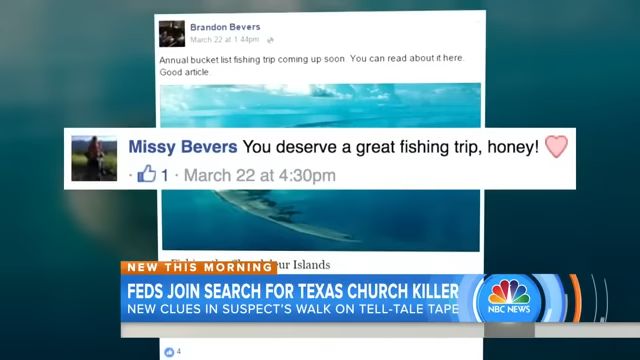 Brandon Bevers
March 22 at 1:44pm
Annual bucket list fishing trip coming up soon. You can read about it here.
Good article.
Missy Bevers You deserve a great fishing trip, honey!
· 1 · March 22 at 4:30pm
Islands
NEW THIS MORNING
FEDS JOIN SEARCH FOR TEXAS CHURCH KILLER
NEW CLUES IN SUSPECT'S WALK ON TELL-TALE TAPE
NBC NEWS
4